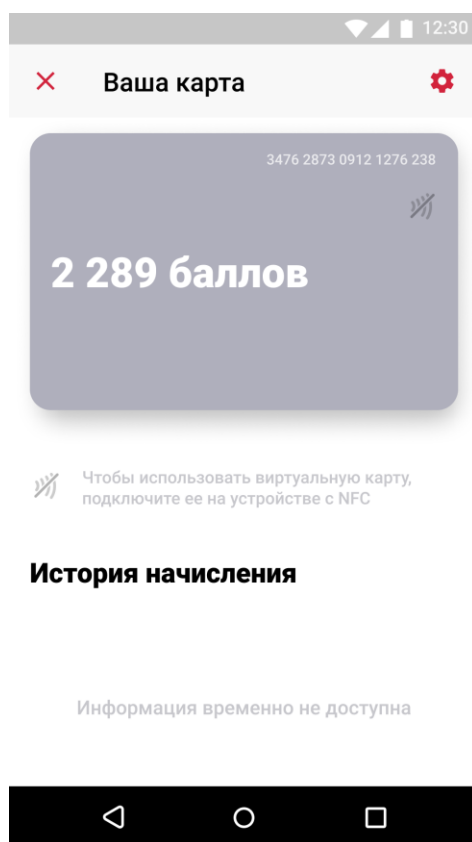 12:30
Ваша карта
3476 2873 0912 1276 238
2 289 баллов
Чтобы использовать виртуальную карту,
подключите ее на устройстве с NFC
История начисления
Информация временно не доступна